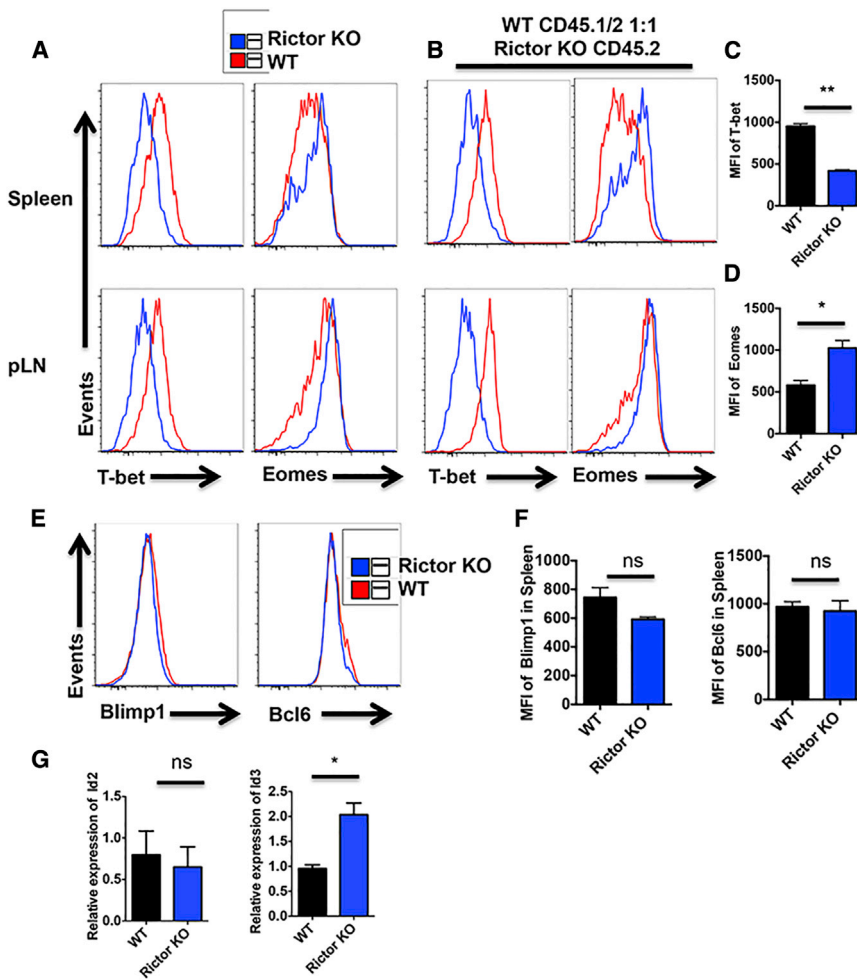 A
Rictor KO
WT
B
WT CD45.1/2 1:1
Rictor KO CD45.2
C
MFI of T-bet
1500
1000
500
0
**
WT
Rictor KO
Spleen
pLN
Events
T-bet
Eomes
T-bet
Eomes
D
MFI of Eomes
1500
1000
500
0
*
WT
Rictor KO
E
Events
Blimp1
Bcl6
Rictor KO
WT
F
MFI of Blimp1 in Spleen
1000
800
600
400
200
0
ns
WT
Rictor KO
MFI of Bcl6 in Spleen
1500
1000
500
0
ns
WT
Rictor KO
G
Relative expression of Id2
1.5
1.0
0.5
0.0
ns
WT
Rictor KO
Relative expression of Id3
2.5
2.0
1.5
1.0
0.5
0.0
*
WT
Rictor KO